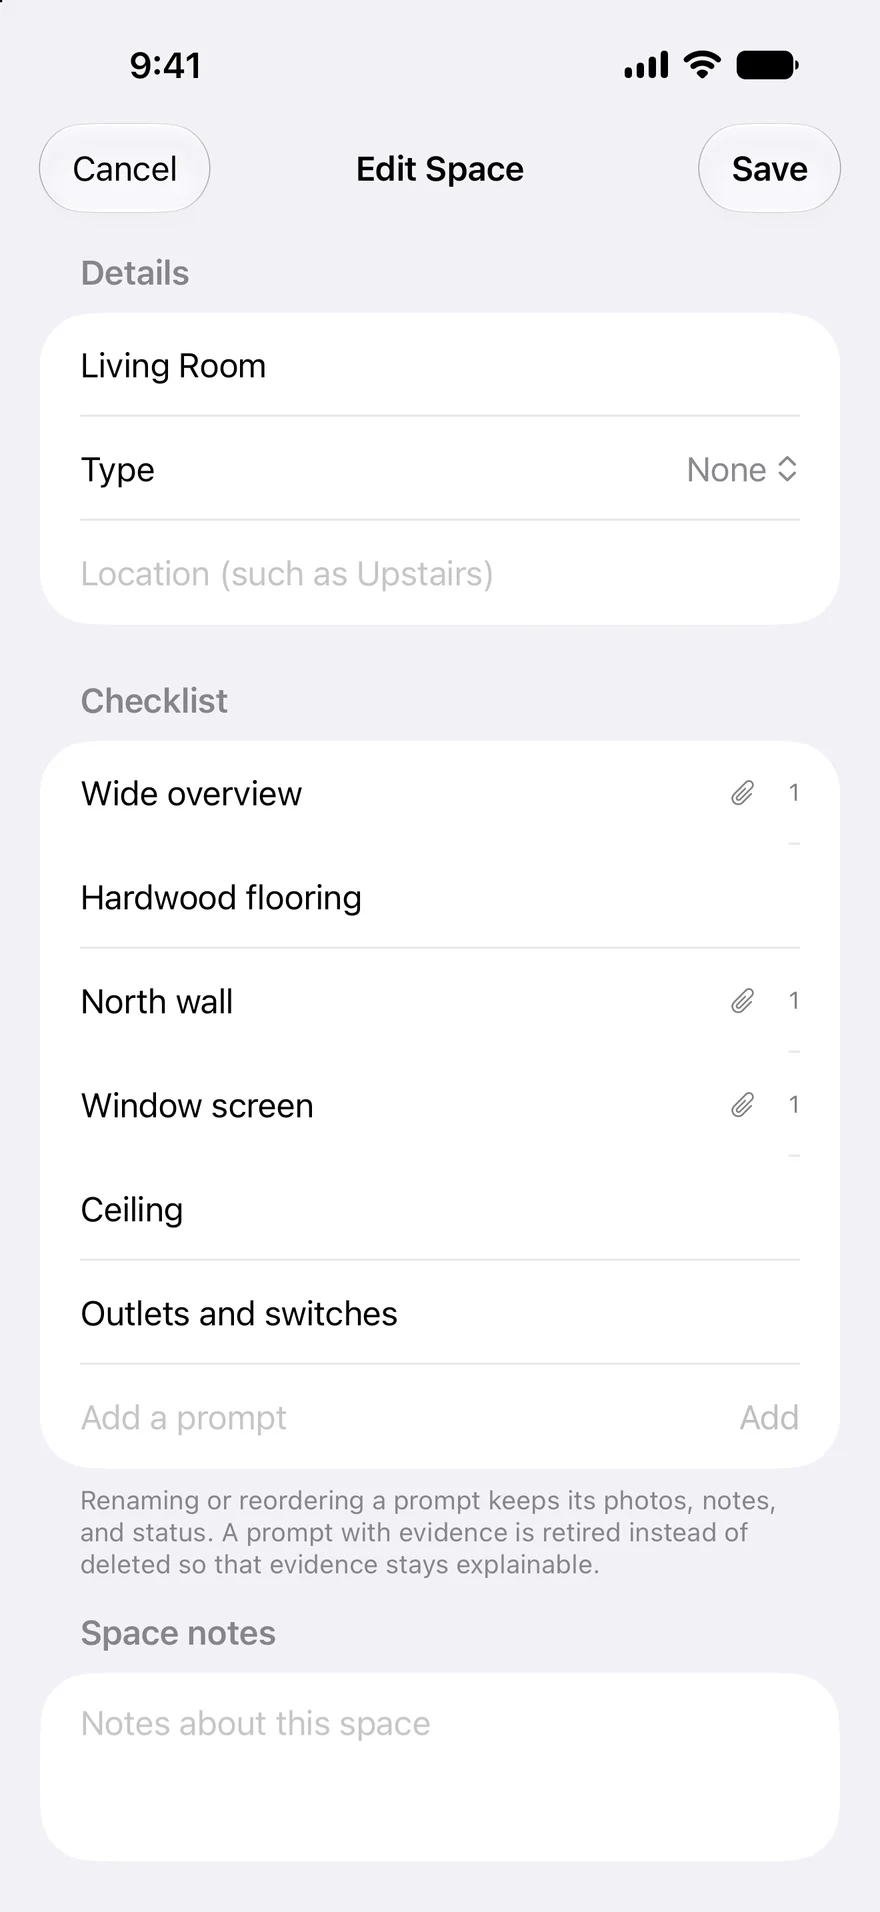 9:41
Cancel
Edit Space
Save
Details
Living Room
Type
None
Location (such as Upstairs)
Checklist
Wide overview
1
Hardwood flooring
North wall
1
Window screen
1
Ceiling
Outlets and switches
Add a prompt
Add
Renaming or reordering a prompt keeps its photos, notes,
and status. A prompt with evidence is retired instead of
deleted so that evidence stays explainable.
Space notes
Notes about this space